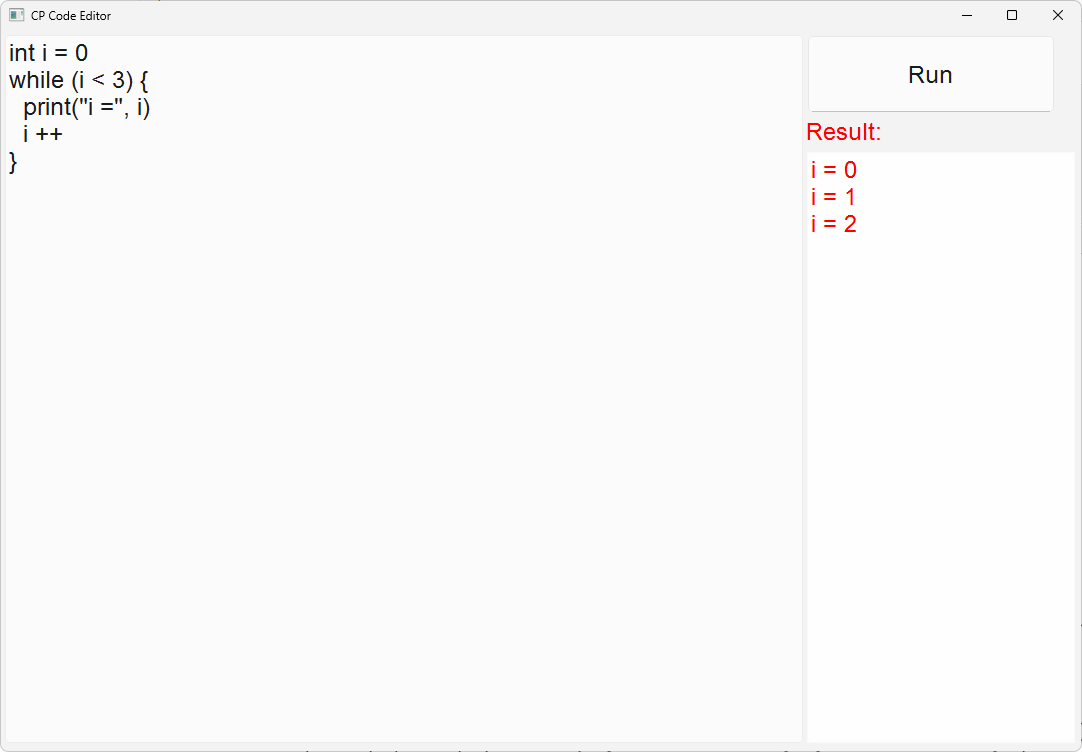 CP Code Editor
int i = 0
while (i < 3) {
  print("i =", i)
  i ++
}
Run
Result:
i = 0
i = 1
i = 2